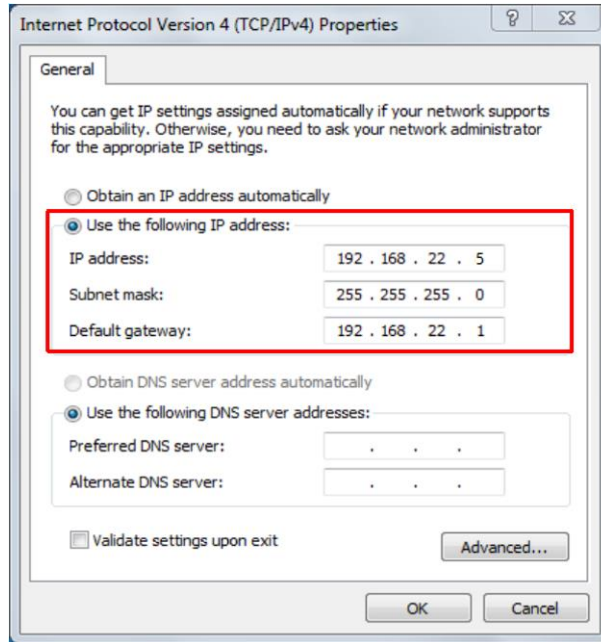 Internet Protocol Version 4 (TCP/IPv4) Properties
General
You can get IP settings assigned automatically if your network supports
this capability. Otherwise, you need to ask your network administrator
for the appropriate IP settings.
Obtain an IP address automatically
Use the following IP address:
IP address: 192 . 168 . 22 . 5
Subnet mask: 255 . 255 . 255 . 0
Default gateway: 192 . 168 . 22 . 1
Obtain DNS server address automatically
Use the following DNS server addresses:
Preferred DNS server: . . .
Alternate DNS server: . . .
Validate settings upon exit
Advanced...
OK Cancel